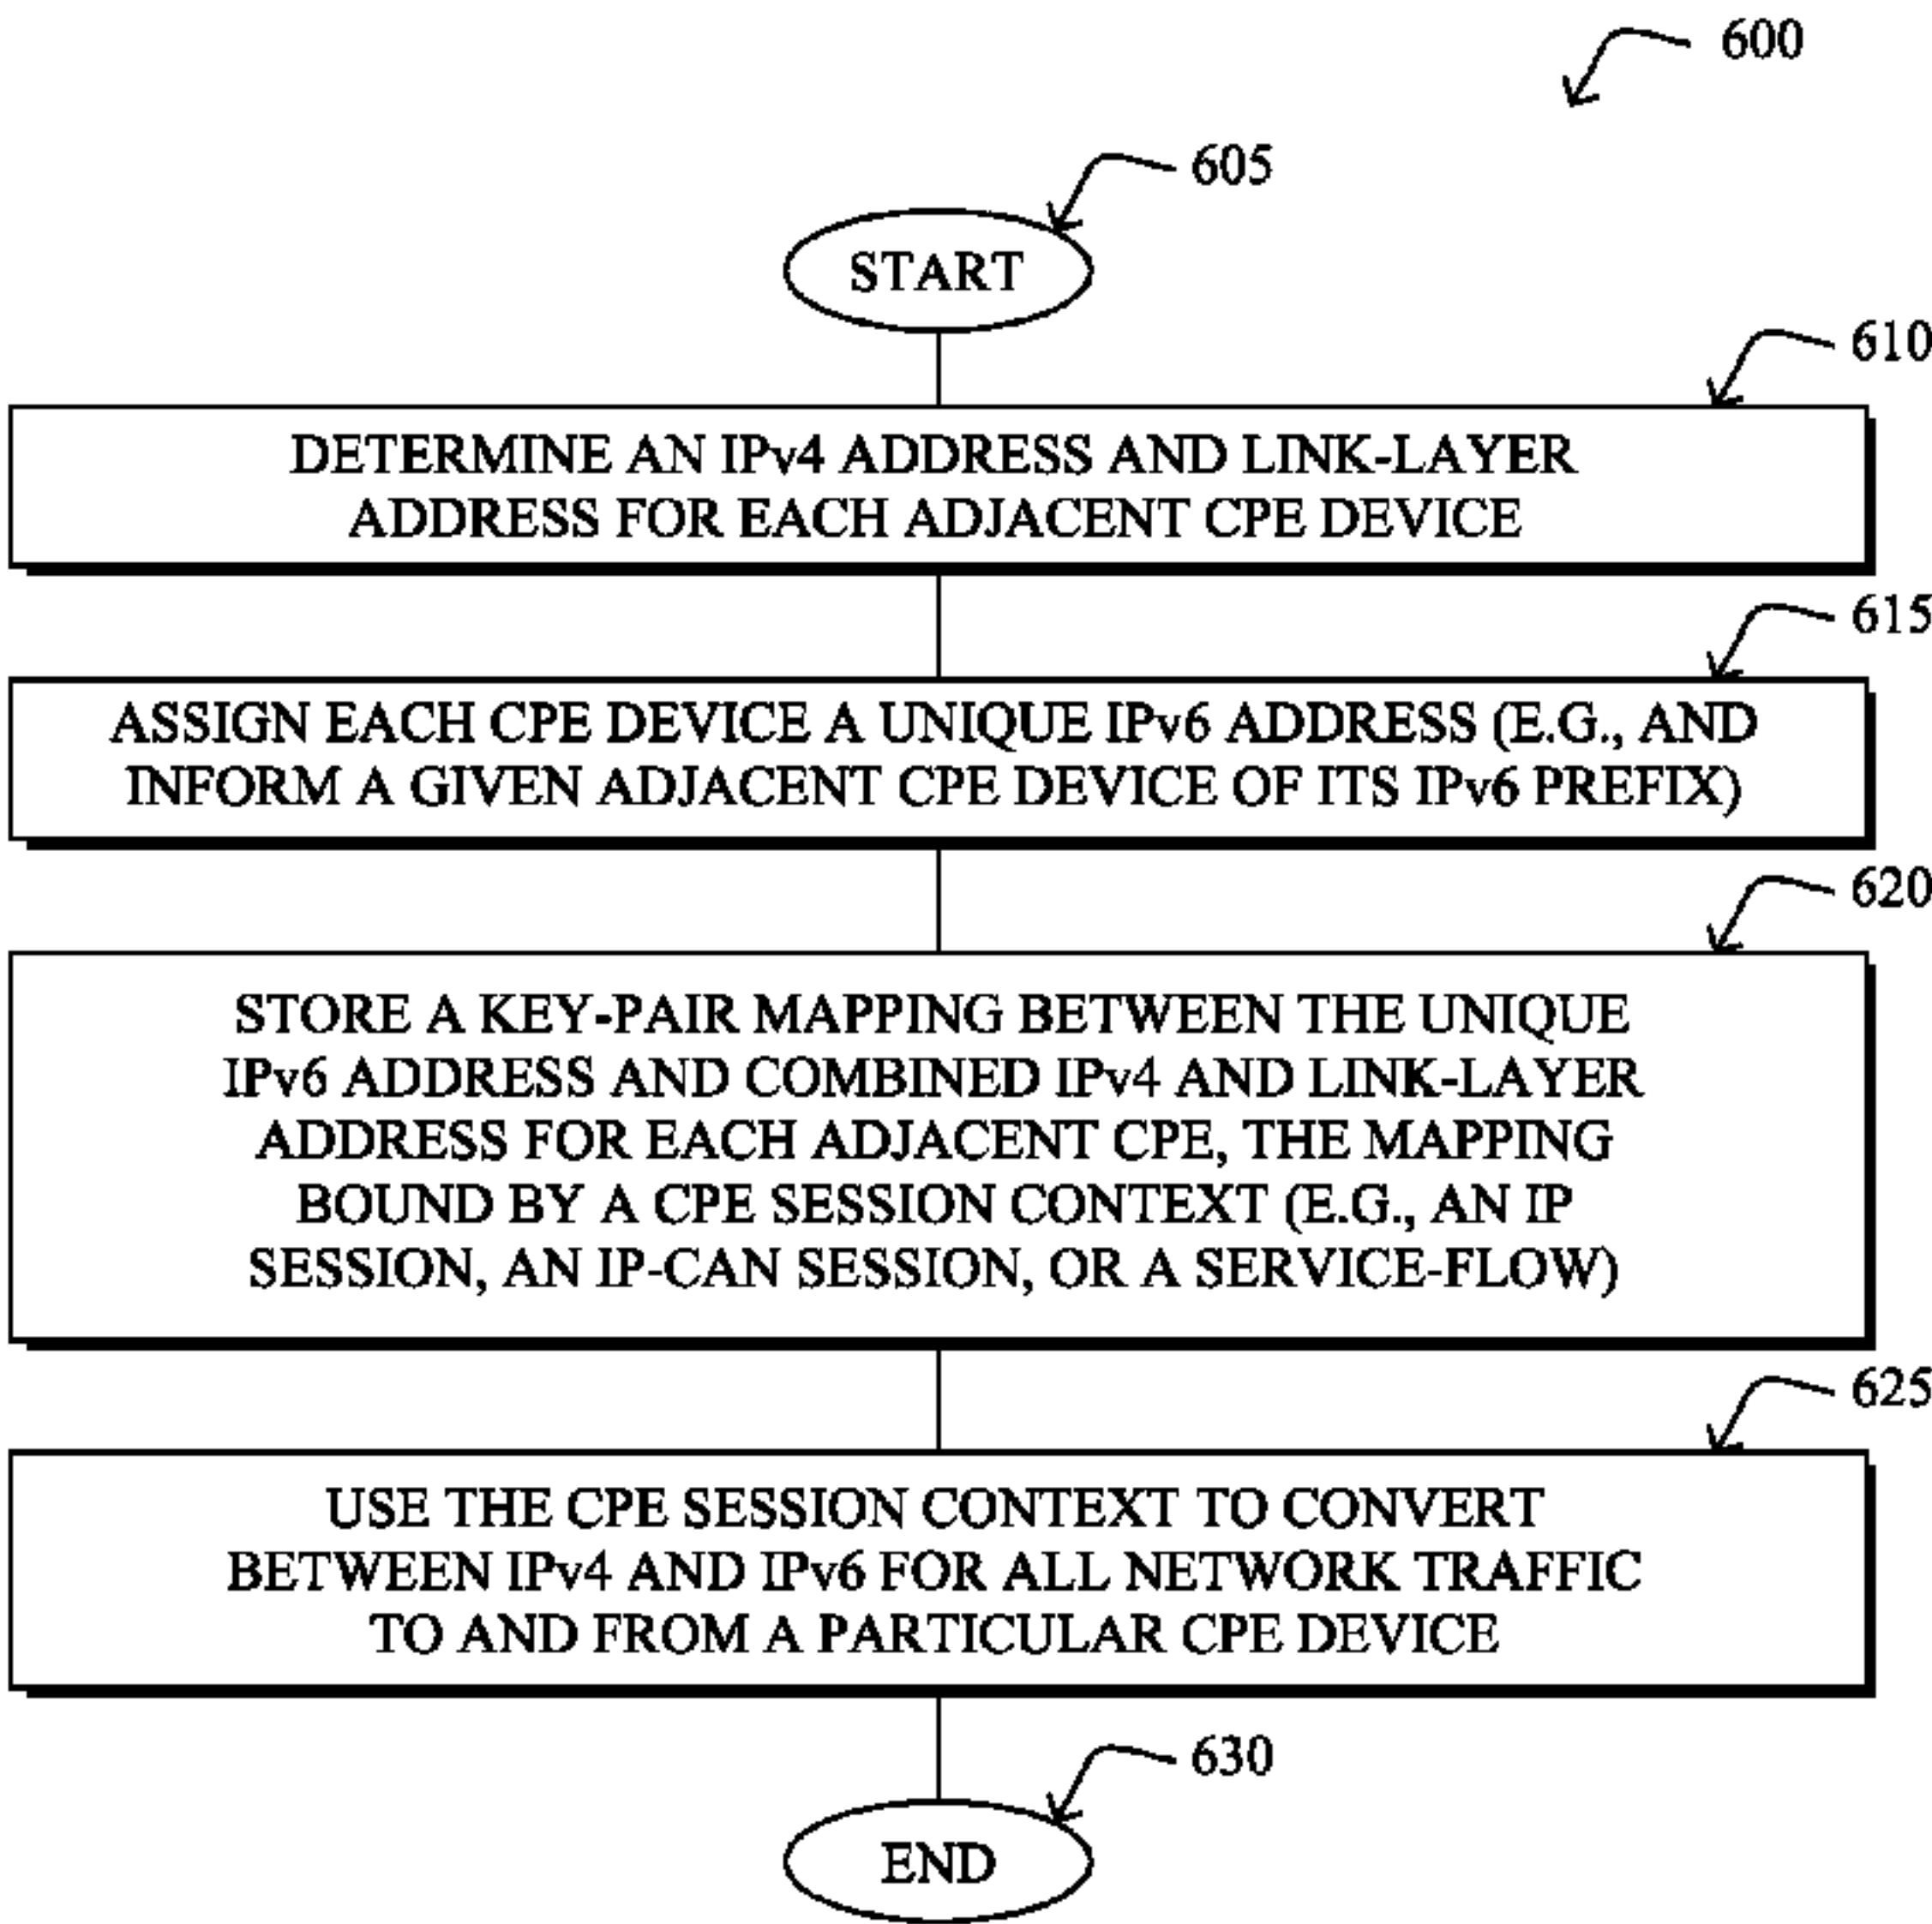 600
605
START
610
DETERMINE AN IPv4 ADDRESS AND LINK-LAYER
ADDRESS FOR EACH ADJACENT CPE DEVICE
615
ASSIGN EACH CPE DEVICE A UNIQUE IPv6 ADDRESS (E.G., AND
INFORM A GIVEN ADJACENT CPE DEVICE OF ITS IPv6 PREFIX)
620
STORE A KEY-PAIR MAPPING BETWEEN THE UNIQUE
IPv6 ADDRESS AND COMBINED IPv4 AND LINK-LAYER
ADDRESS FOR EACH ADJACENT CPE, THE MAPPING
BOUND BY A CPE SESSION CONTEXT (E.G., AN IP
SESSION, AN IP-CAN SESSION, OR A SERVICE-FLOW)
625
USE THE CPE SESSION CONTEXT TO CONVERT
BETWEEN IPv4 AND IPv6 FOR ALL NETWORK TRAFFIC
TO AND FROM A PARTICULAR CPE DEVICE
630
END